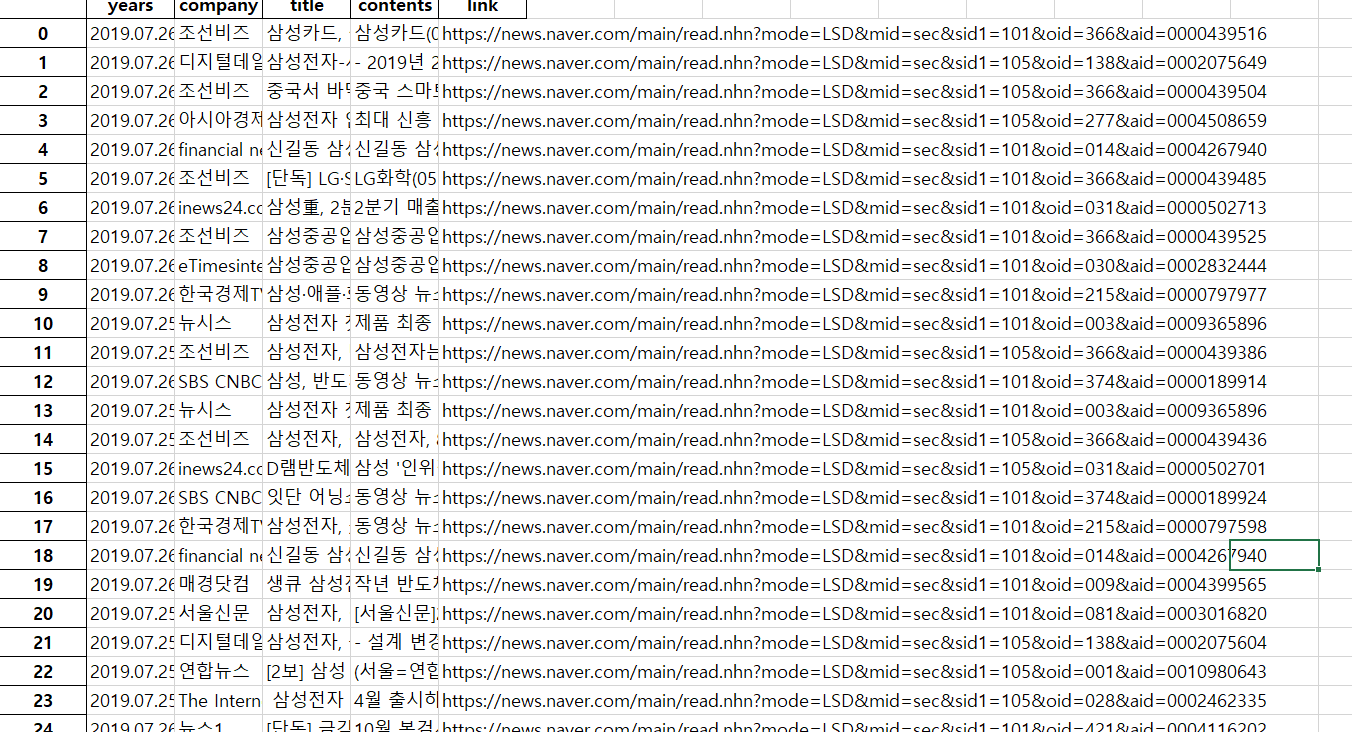 years company title contents link
0 2019.07.26 조선비즈 삼성카드, 삼성카드(0 https://news.naver.com/main/read.nhn?mode=LSD&mid=sec&sid1=101&oid=366&aid=0000439516
1 2019.07.26 디지털데일 삼성전자-시 - 2019년 2 https://news.naver.com/main/read.nhn?mode=LSD&mid=sec&sid1=105&oid=138&aid=0002075649
2 2019.07.26 조선비즈 중국서 바닥 중국 스마트 https://news.naver.com/main/read.nhn?mode=LSD&mid=sec&sid1=105&oid=366&aid=0000439504
3 2019.07.26 아시아경제 삼성전자 최대 신흥 https://news.naver.com/main/read.nhn?mode=LSD&mid=sec&sid1=105&oid=277&aid=0004508659
4 2019.07.26 financial ne 신길동 삼성 신길동 삼성 https://news.naver.com/main/read.nhn?mode=LSD&mid=sec&sid1=101&oid=014&aid=0004267940
5 2019.07.26 조선비즈 [단독] LG·S LG화학(05 https://news.naver.com/main/read.nhn?mode=LSD&mid=sec&sid1=101&oid=366&aid=0000439485
6 2019.07.26 inews24.co 삼성重, 2분 2분기 매출 https://news.naver.com/main/read.nhn?mode=LSD&mid=sec&sid1=101&oid=031&aid=0000502713
7 2019.07.26 조선비즈 삼성중공업 삼성중공업 https://news.naver.com/main/read.nhn?mode=LSD&mid=sec&sid1=101&oid=366&aid=0000439525
8 2019.07.26 eTimesinte 삼성중공업 삼성중공업 https://news.naver.com/main/read.nhn?mode=LSD&mid=sec&sid1=101&oid=030&aid=0002832444
9 2019.07.26 한국경제TV 삼성·애플· 동영상 뉴스 https://news.naver.com/main/read.nhn?mode=LSD&mid=sec&sid1=101&oid=215&aid=0000797977
10 2019.07.25 뉴시스 삼성전자 첫 제품 최종 https://news.naver.com/main/read.nhn?mode=LSD&mid=sec&sid1=101&oid=003&aid=0009365896
11 2019.07.25 조선비즈 삼성전자, 삼성전자는 https://news.naver.com/main/read.nhn?mode=LSD&mid=sec&sid1=105&oid=366&aid=0000439386
12 2019.07.26 SBS CNBC 삼성, 반도 동영상 뉴스 https://news.naver.com/main/read.nhn?mode=LSD&mid=sec&sid1=101&oid=374&aid=0000189914
13 2019.07.25 뉴시스 삼성전자 첫 제품 최종 https://news.naver.com/main/read.nhn?mode=LSD&mid=sec&sid1=101&oid=003&aid=0009365896
14 2019.07.25 조선비즈 삼성전자, 삼성전자, https://news.naver.com/main/read.nhn?mode=LSD&mid=sec&sid1=105&oid=366&aid=0000439436
15 2019.07.26 inews24.co D램반도체 삼성 '인위 https://news.naver.com/main/read.nhn?mode=LSD&mid=sec&sid1=105&oid=031&aid=0000502701
16 2019.07.26 SBS CNBC 잇단 어닝쇼 동영상 뉴스 https://news.naver.com/main/read.nhn?mode=LSD&mid=sec&sid1=101&oid=374&aid=0000189924
17 2019.07.26 한국경제TV 삼성전자, 동영상 뉴스 https://news.naver.com/main/read.nhn?mode=LSD&mid=sec&sid1=101&oid=215&aid=0000797598
18 2019.07.26 financial ne 신길동 삼성 신길동 삼성 https://news.naver.com/main/read.nhn?mode=LSD&mid=sec&sid1=101&oid=014&aid=0004267940
19 2019.07.26 매경닷컴 생큐 삼성전 작년 반도체 https://news.naver.com/main/read.nhn?mode=LSD&mid=sec&sid1=101&oid=009&aid=0004399565
20 2019.07.25 서울신문 삼성전자, [서울신문] https://news.naver.com/main/read.nhn?mode=LSD&mid=sec&sid1=101&oid=081&aid=0003016820
21 2019.07.25 디지털데일 삼성전자, - 설계 변경 https://news.naver.com/main/read.nhn?mode=LSD&mid=sec&sid1=105&oid=138&aid=0002075604
22 2019.07.25 연합뉴스 [2보] 삼성 (서울=연합 https://news.naver.com/main/read.nhn?mode=LSD&mid=sec&sid1=105&oid=001&aid=0010980643
23 2019.07.25 The Intern 삼성전자 4월 출시하 https://news.naver.com/main/read.nhn?mode=LSD&mid=sec&sid1=105&oid=028&aid=0002462335
24 2019.07.26 뉴스1 [단독] 금감 10월 본검 https://news.naver.com/main/read.nhn?mode=LSD&mid=sec&sid1=101&oid=421&aid=0004116202